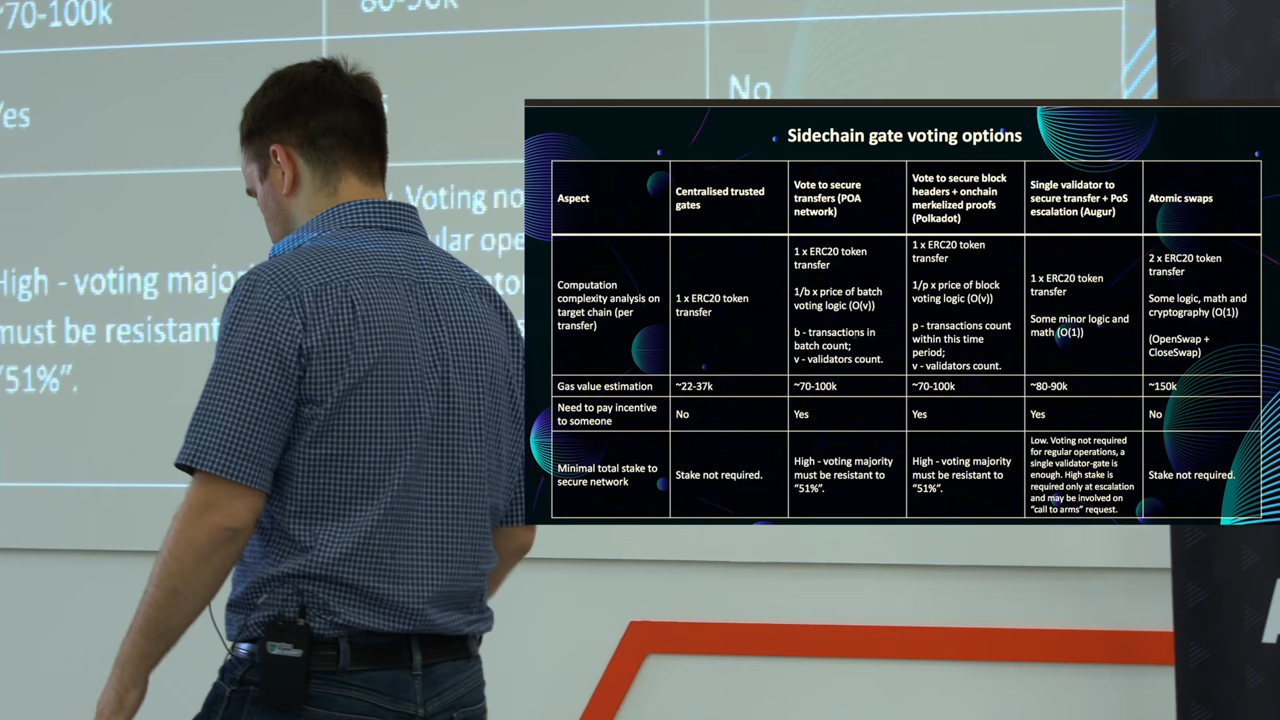 ~70-100k
80-90k
Yes
No
Voting no
High - voting majori
must be resistant
"51%".
Sidechain gate voting options
Aspect
Centralised trusted
gates
Vote to secure
transfers (POA
network)
Vote to secure block
headers + onchain
merkelized proofs
(Polkadot)
Single validator to
secure transfer + PoS
escalation (Augur)
Atomic swaps
Computation
complexity analysis on
target chain (per
transfer)
1 x ERC20 token
transfer
1 x ERC20 token
transfer
1/b x price of batch
voting logic (O(v))
b - transactions in
batch count;
v - validators count.
1 x ERC20 token
transfer
1/p x price of block
voting logic (O(v))
p - transactions count
within this time
period;
v - validators count.
1 x ERC20 token
transfer
Some minor logic and
math (O(1))
2 x ERC20 token
transfer
Some logic, math and
cryptography (O(1))
(OpenSwap +
CloseSwap)
Gas value estimation
~22-37k
~70-100k
~70-100k
~80-90k
~150k
Need to pay incentive
to someone
No
Yes
Yes
Yes
No
Minimal total stake to
secure network
Stake not required.
High - voting majority
must be resistant to
"51%".
High - voting majority
must be resistant to
"51%".
Low. Voting not required
for regular operations, a
single validator-gate is
enough. High stake is
required only at escalation
and may be involved on
"call to arms" request.
Stake not required.